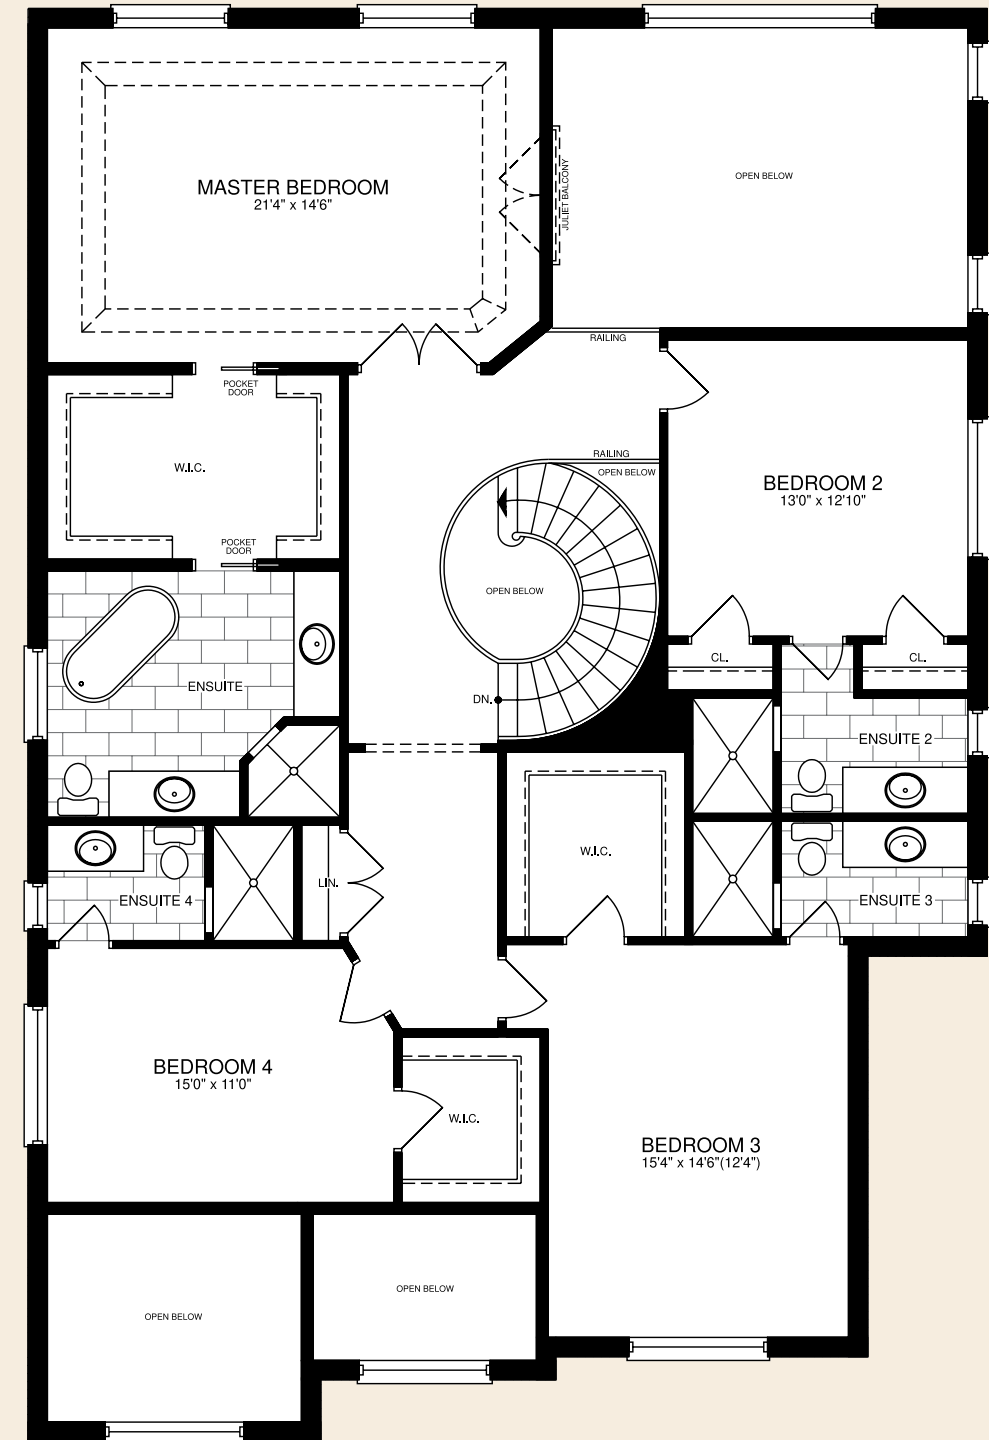 MASTER BEDROOM
21'4" x 14'6"
JULIET BALCONY
OPEN BELOW
RAILING
POCKET
DOOR
W.I.C.
RAILING
OPEN BELOW
BEDROOM 2
13'0" x 12'10"
POCKET
DOOR
OPEN BELOW
CL.
CL.
ENSUITE
DN.
ENSUITE 2
W.I.C.
LIN.
ENSUITE 4
ENSUITE 3
BEDROOM 4
15'0" x 11'0"
W.I.C.
BEDROOM 3
15'4" x 14'6"(12'4")
OPEN BELOW
OPEN BELOW